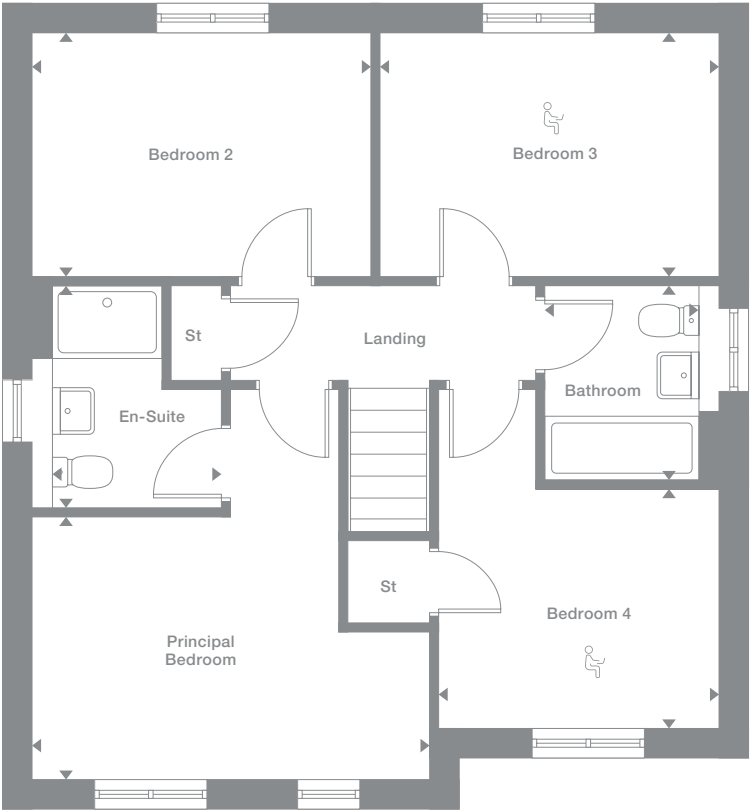 Bedroom 2
Bedroom 3
St
Landing
Bathroom
En-Suite
St
Bedroom 4
Principal
Bedroom